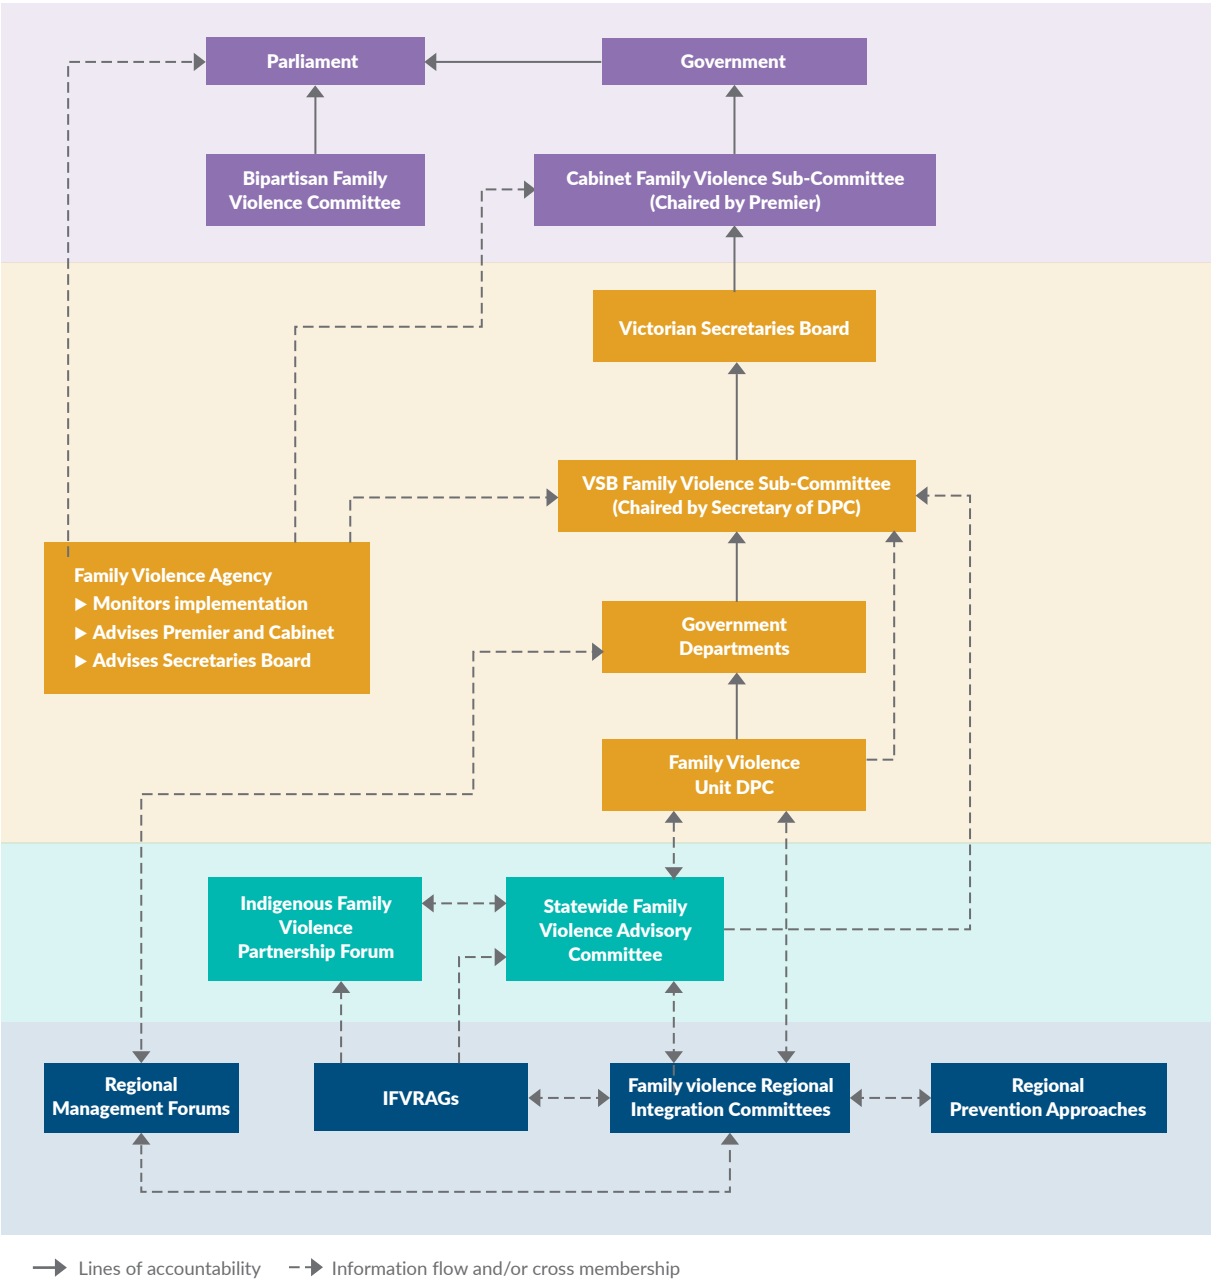 Parliament
Government
Bipartisan Family
Violence Committee
Cabinet Family Violence Sub-Committee
(Chaired by Premier)
Victorian Secretaries Board
VSB Family Violence Sub-Committee
(Chaired by Secretary of DPC)
Family Violence Agency
▶ Monitors implementation
▶ Advises Premier and Cabinet
▶ Advises Secretaries Board
Government
Departments
Family Violence
Unit DPC
Indigenous Family
Violence
Partnership Forum
Statewide Family
Violence Advisory
Committee
Regional
Management Forums
IFVRAGs
Family violence Regional
Integration Committees
Regional
Prevention Approaches
Lines of accountability
Information flow and/or cross membership